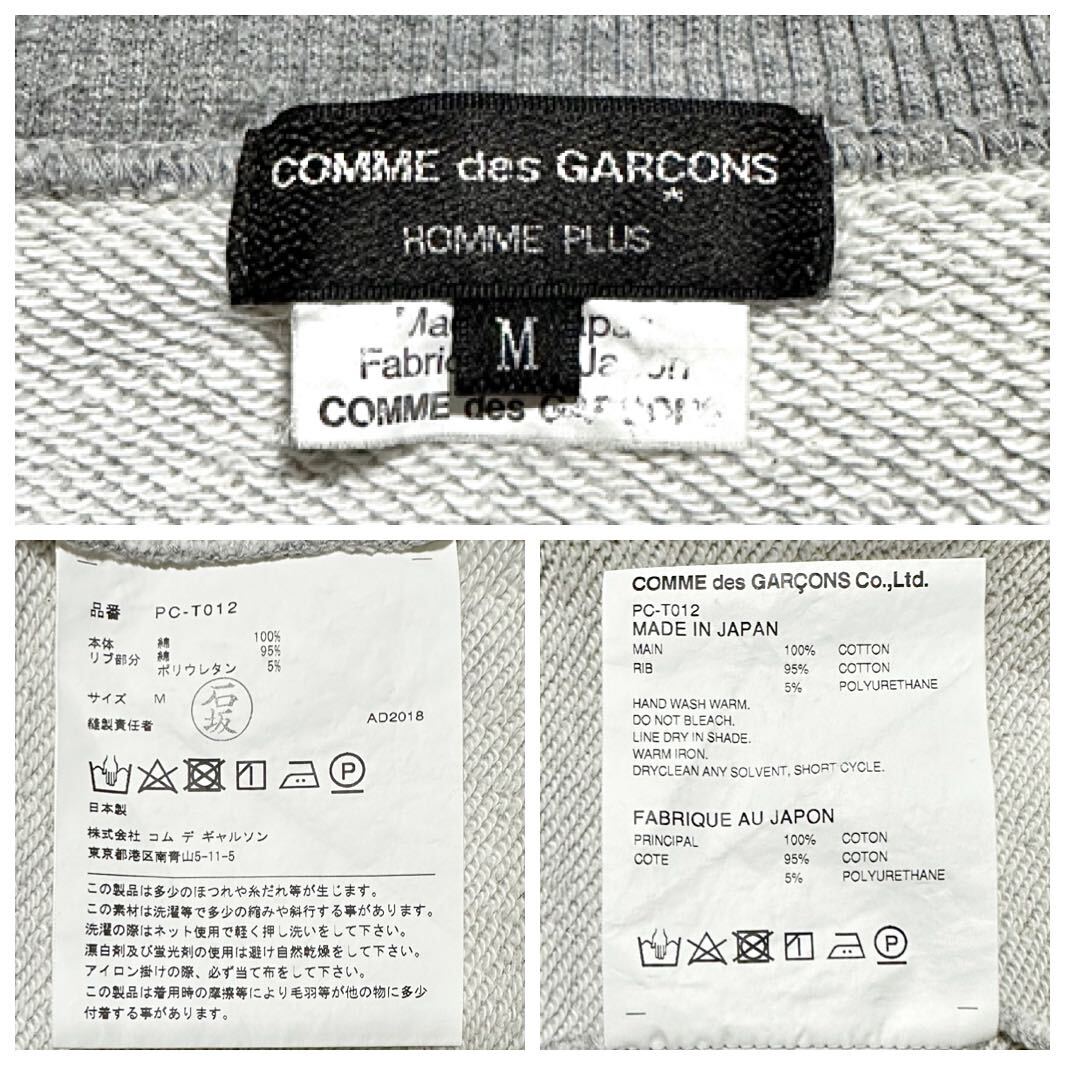 COMME des GARÇONS
*
HOMME PLUS
M
Fabri
COMME des
品番 PC-T012
本体 綿 100%
リブ部分 綿 95%
ポリウレタン 5%
サイズ M
石坂
縫製責任者 AD2018
P
日本製
株式会社 コム デ ギャルソン
東京都港区南青山5-11-5
この製品は多少のほつれや糸だれ等が生じます。
この素材は洗濯等で多少の縮みや斜行する事があります。
洗濯の際はネット使用で軽く押し洗いをして下さい。
漂白剤及び蛍光剤の使用は避け自然乾燥をして下さい。
アイロン掛けの際、必ず当て布をして下さい。
この製品は着用時の摩擦等により毛羽等が他の物に多少
付着する事があります。
COMME des GARÇONS Co.,Ltd.
PC-T012
MADE IN JAPAN
MAIN 100% COTTON
RIB 95% COTTON
5% POLYURETHANE
HAND WASH WARM.
DO NOT BLEACH.
LINE DRY IN SHADE.
WARM IRON.
DRYCLEAN ANY SOLVENT, SHORT CYCLE.
FABRIQUE AU JAPON
PRINCIPAL 100% COTON
COTE 95% COTON
5% POLYURETHANE
P